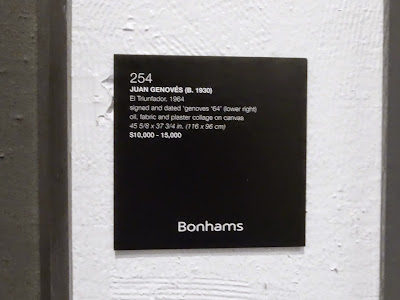 254
JUAN GENOVÉS (B. 1930)
El Triunfador, 1964
signed and dated 'genoves '64' (lower right)
oil, fabric and plaster collage on canvas
45 5/8 x 37 3/4 in. (116 x 96 cm)
$10,000 - 15,000
Bonhams